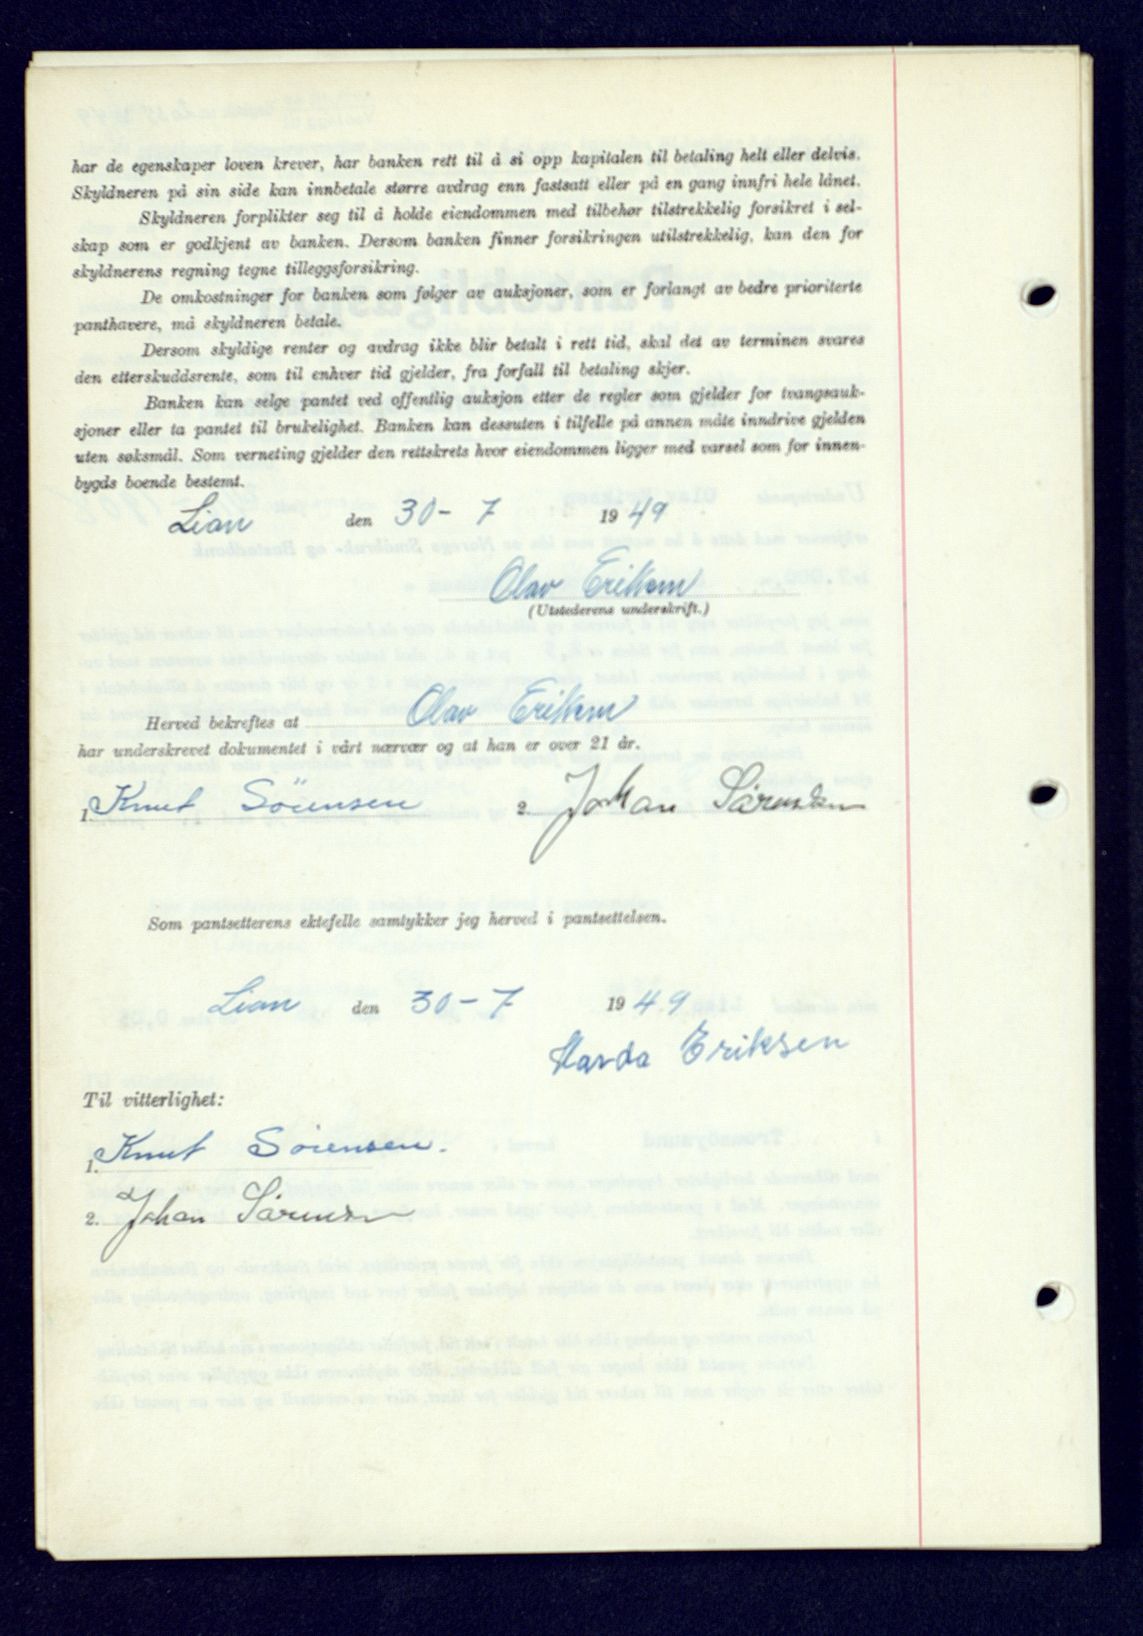 har de egenskaper loven krever, har banken rett til å si opp kapitalen til betaling helt eller delvis.
Skyldneren på sin side kan innbetale større avdrag enn fastsatt eller på en gang innfri hele lånet.
Skyldneren forplikter seg til å holde eiendommen med tilbehør tilstrekkelig forsikret i sel-
skap som er godkjent av banken. Dersom banken finner forsikringen utilstrekkelig, kan den for
skyldnerens regning tegne tilleggsforsikring.
De omkostninger for banken som følger av auksjoner, som er forlangt av bedre prioriterte
panthavere, må skyldneren betale.
Dersom skyldige renter og avdrag ikke blir betalt i rett tid, skal det av terminen svares
den etterskuddsrente, som til enhver tid gjelder, fra forfall til betaling skjer.
Banken kan selge pantet ved offentlig auksjon etter de regler som gjelder for tvangsauk-
sjoner eller ta pantet til brukelighet. Banken kan dessuten i tilfelle på annen måte inndrive gjelden
uten søksmål. Som verneting gjelder den rettskrets hvor eiendommen ligger med varsel som for innen-
bygds boende bestemt.
Lian den 30-7 1949
Olav Eriksen
(Utstederens underskrift.)
Herved bekreftes at Olav Eriksen
har underskrevet dokumentet i vårt nærvær og at han er over 21 år.
1. Knut Sörensen 2. Johan Sørensen
Som pantsetterens ektefelle samtykker jeg herved i pantsettelsen.
Lian den 30-7 1949
Eriksen
Til vitterlighet:
1. Knut Sörensen.
2. Johan Sørensen